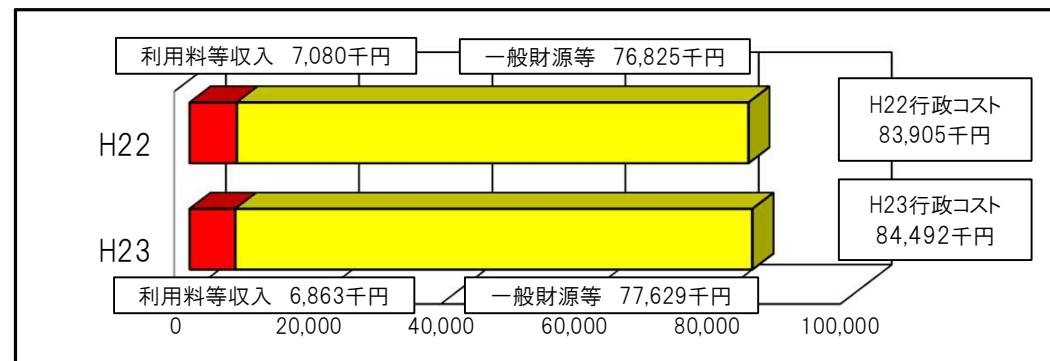 利用料等収入 7,080千円
一般財源等 76,825千円
H22行政コスト
83,905千円
H22
H23行政コスト
84,492千円
H23
利用料等収入 6,863千円
一般財源等 77,629千円
0 20,000 40,000 60,000 80,000 100,000